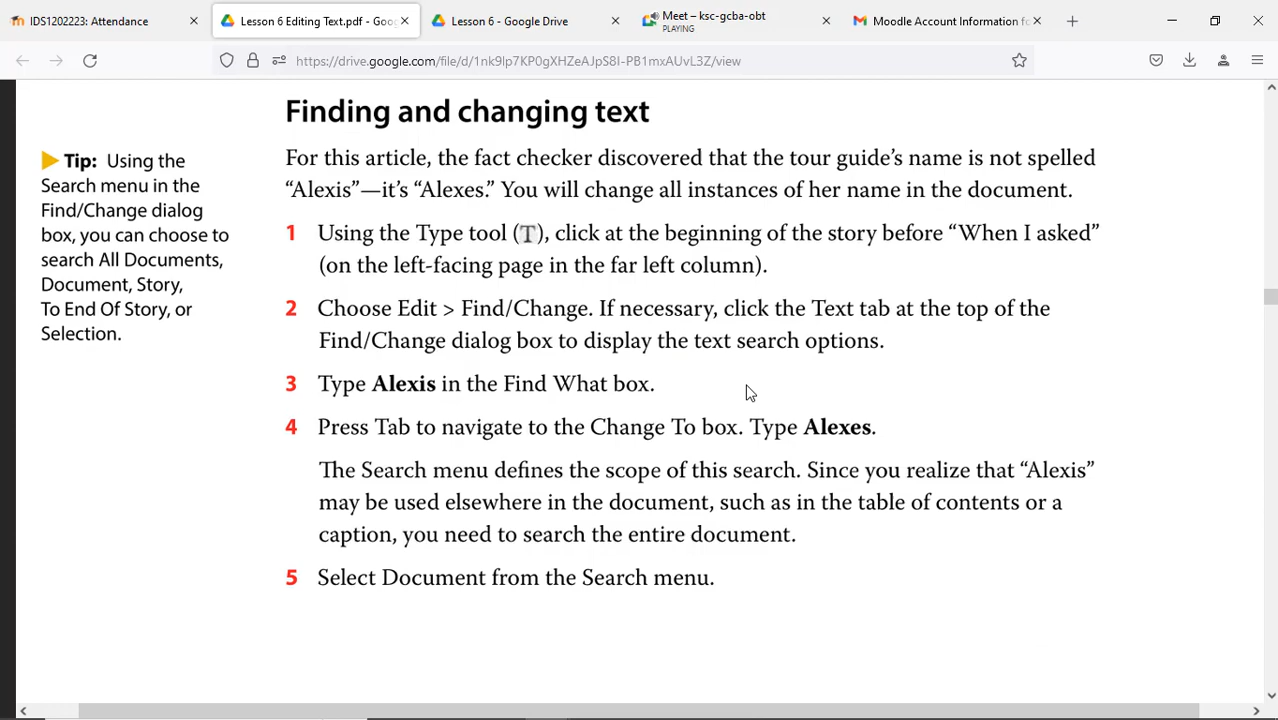 IDS1202223: Attendance
Lesson 6 Editing Text.pdf - Goo
Lesson 6 - Google Drive
Meet – ksc-gcba-obt
PLAYING
Moodle Account Information fo
https://drive.google.com/file/d/1nk9lp7KP0gXHZeAJpS8I-PB1mxAUvL3Z/view
Finding and changing text
Tip: Using the
Search menu in the
Find/Change dialog
box, you can choose to
search All Documents,
Document, Story,
To End Of Story, or
Selection.
For this article, the fact checker discovered that the tour guide’s name is not spelled
“Alexis”—it’s “Alexes.” You will change all instances of her name in the document.
1 Using the Type tool (T), click at the beginning of the story before “When I asked”
(on the left-facing page in the far left column).
2 Choose Edit > Find/Change. If necessary, click the Text tab at the top of the
Find/Change dialog box to display the text search options.
3 Type Alexis in the Find What box.
4 Press Tab to navigate to the Change To box. Type Alexes.
The Search menu defines the scope of this search. Since you realize that “Alexis”
may be used elsewhere in the document, such as in the table of contents or a
caption, you need to search the entire document.
5 Select Document from the Search menu.